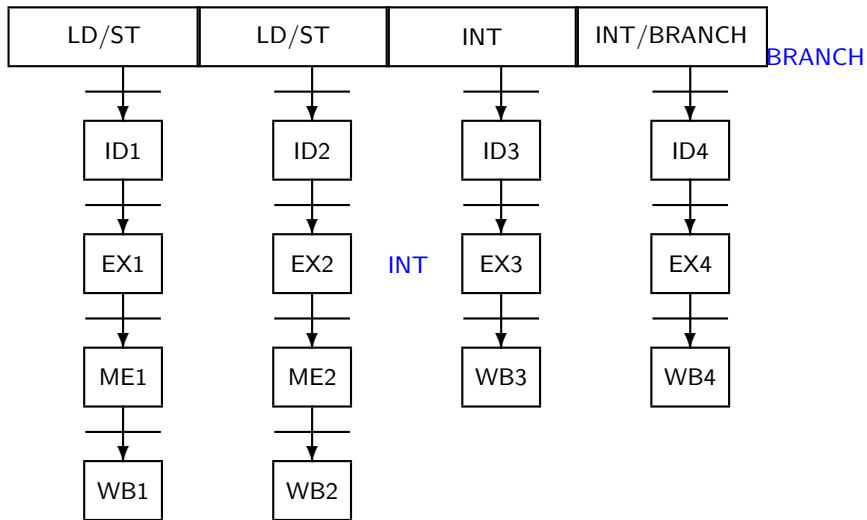 LD/ST LD/ST INT INT/BRANCH
BRANCH
ID1 ID2 ID3 ID4
EX1 EX2 INT EX3 EX4
ME1 ME2 WB3 WB4
WB1 WB2